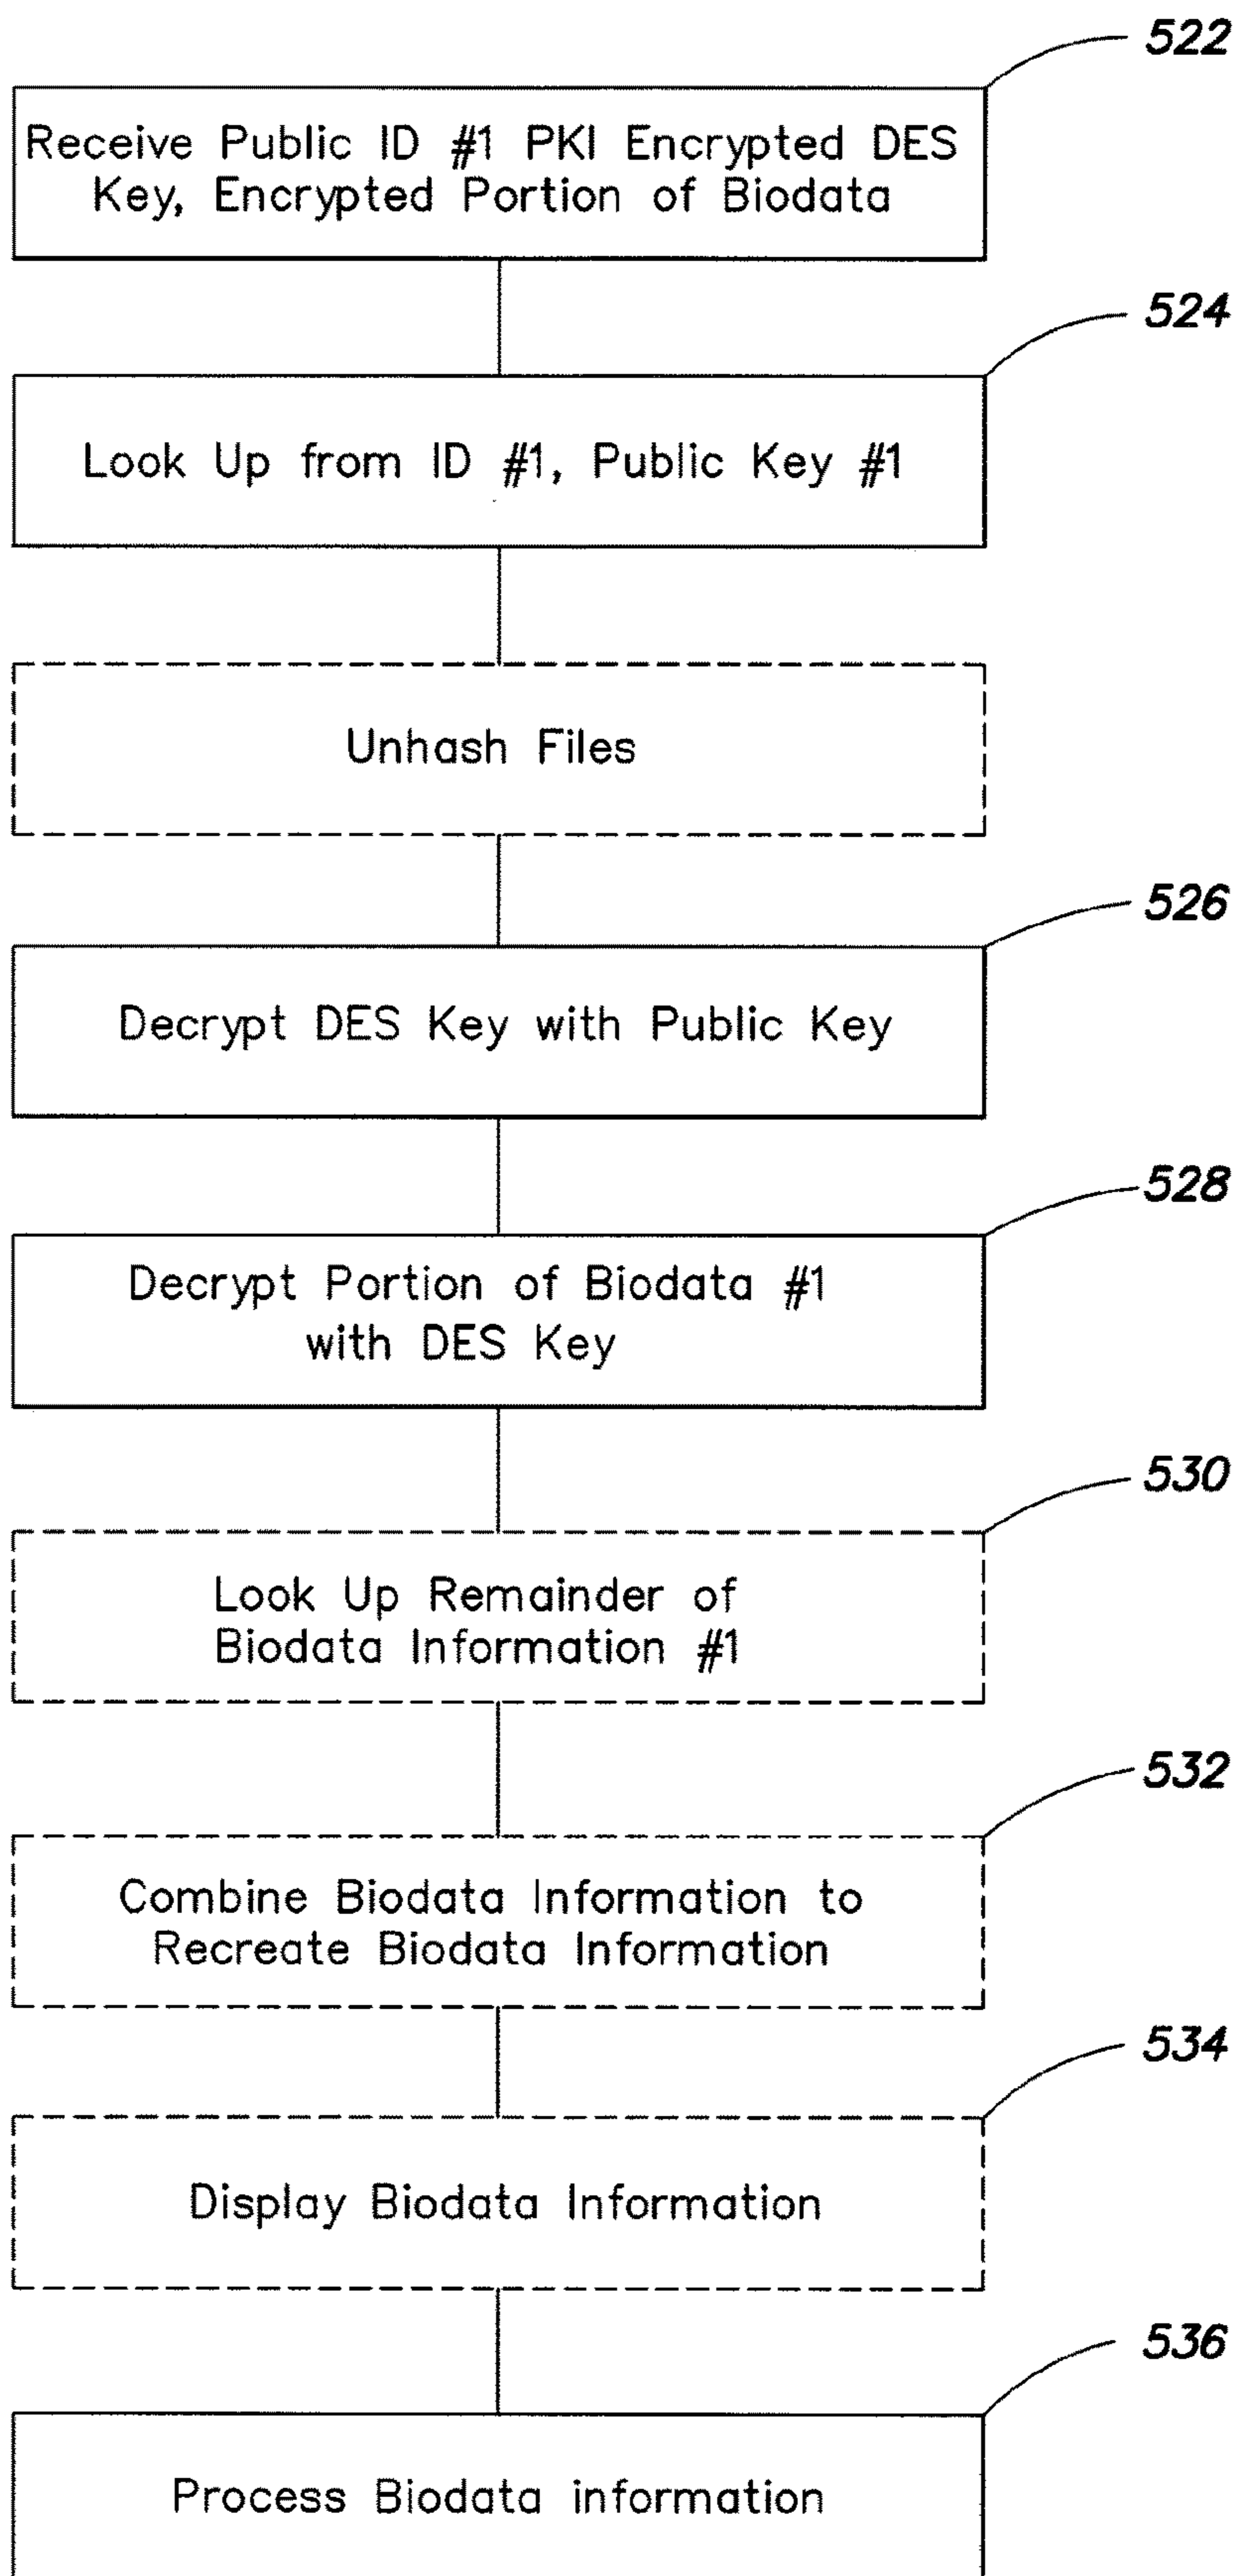 522
Receive Public ID #1 PKI Encrypted DES
Key, Encrypted Portion of Biodata
524
Look Up from ID #1, Public Key #1
Unhash Files
526
Decrypt DES Key with Public Key
528
Decrypt Portion of Biodata #1
with DES Key
530
Look Up Remainder of
Biodata Information #1
532
Combine Biodata Information to
Recreate Biodata Information
534
Display Biodata Information
536
Process Biodata information